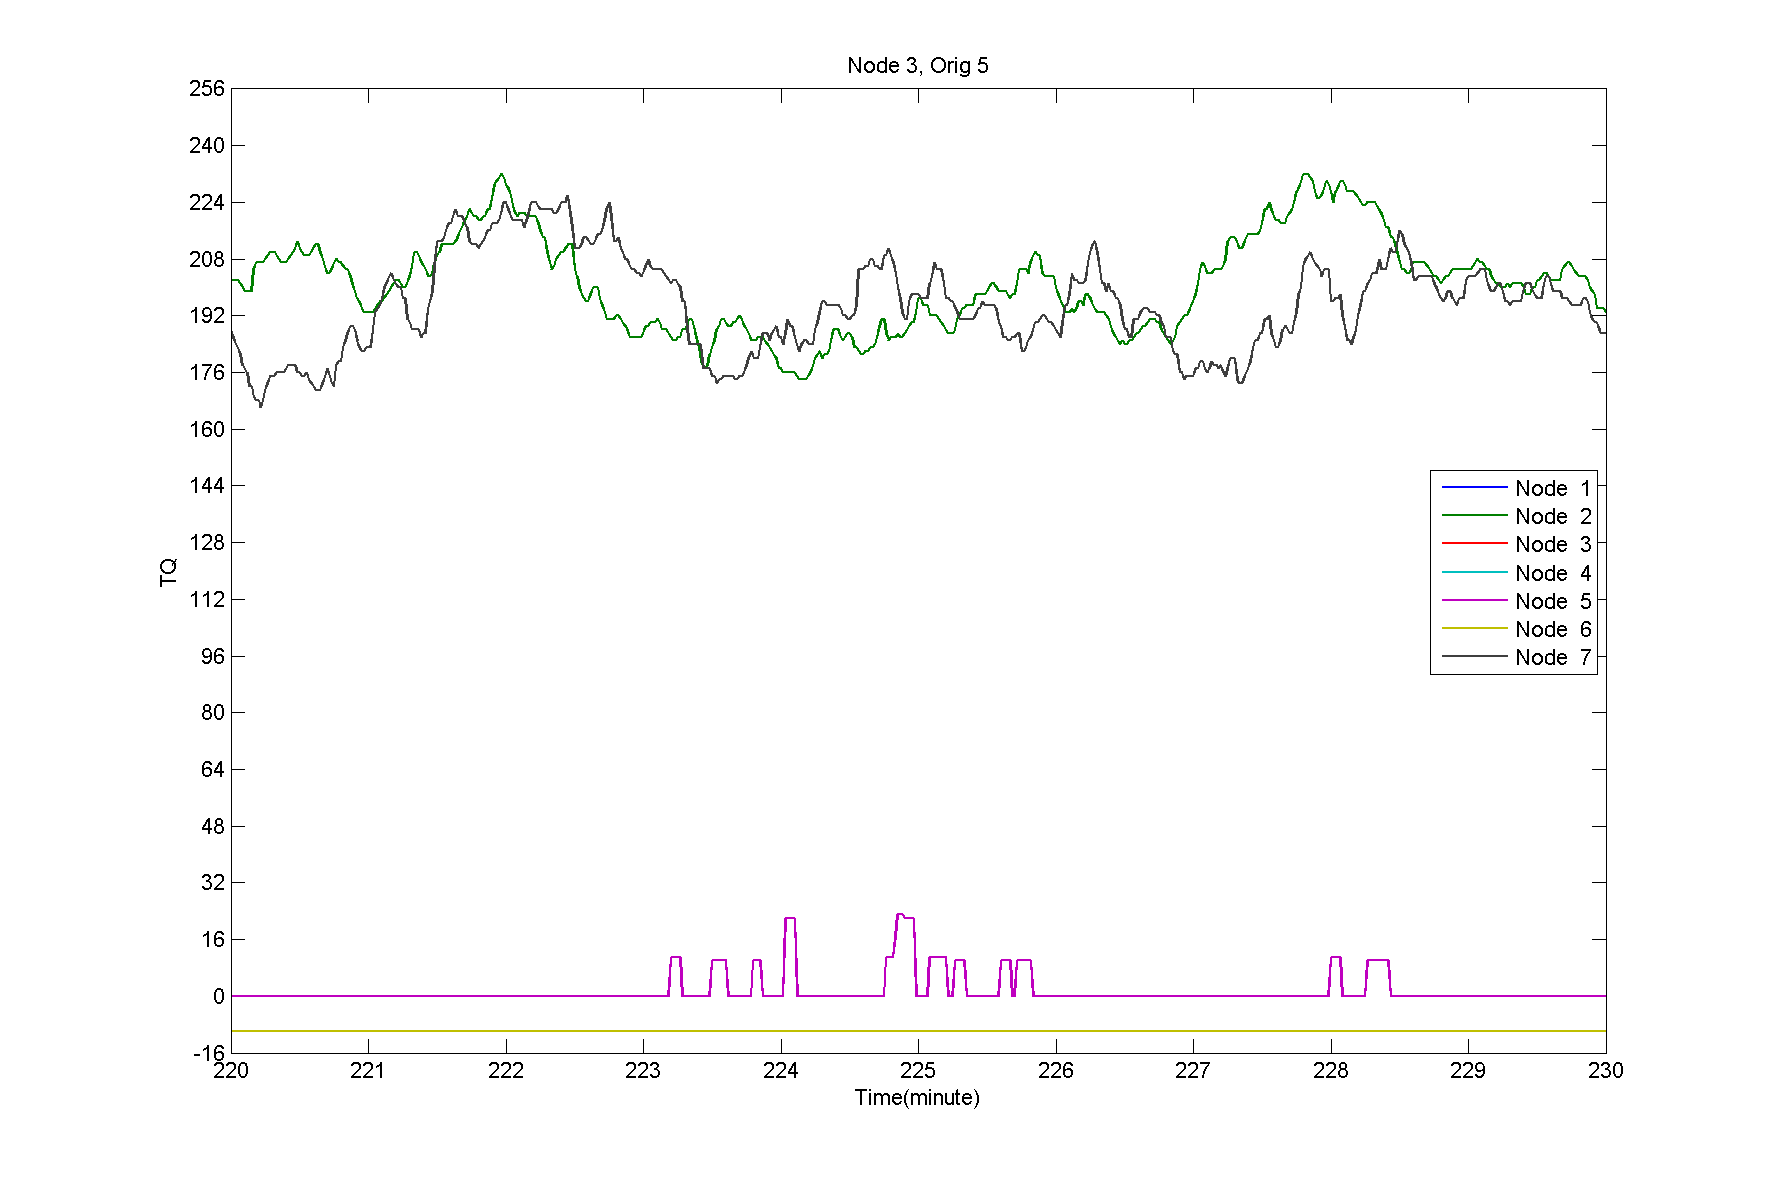 Node 3, Orig 5
256
240
224
208
192
176
160
144
128
112
96
80
64
48
32
16
0
-16
TQ
Node 1
Node 2
Node 3
Node 4
Node 5
Node 6
Node 7
220 221 222 223 224 225 226 227 228 229 230
Time(minute)